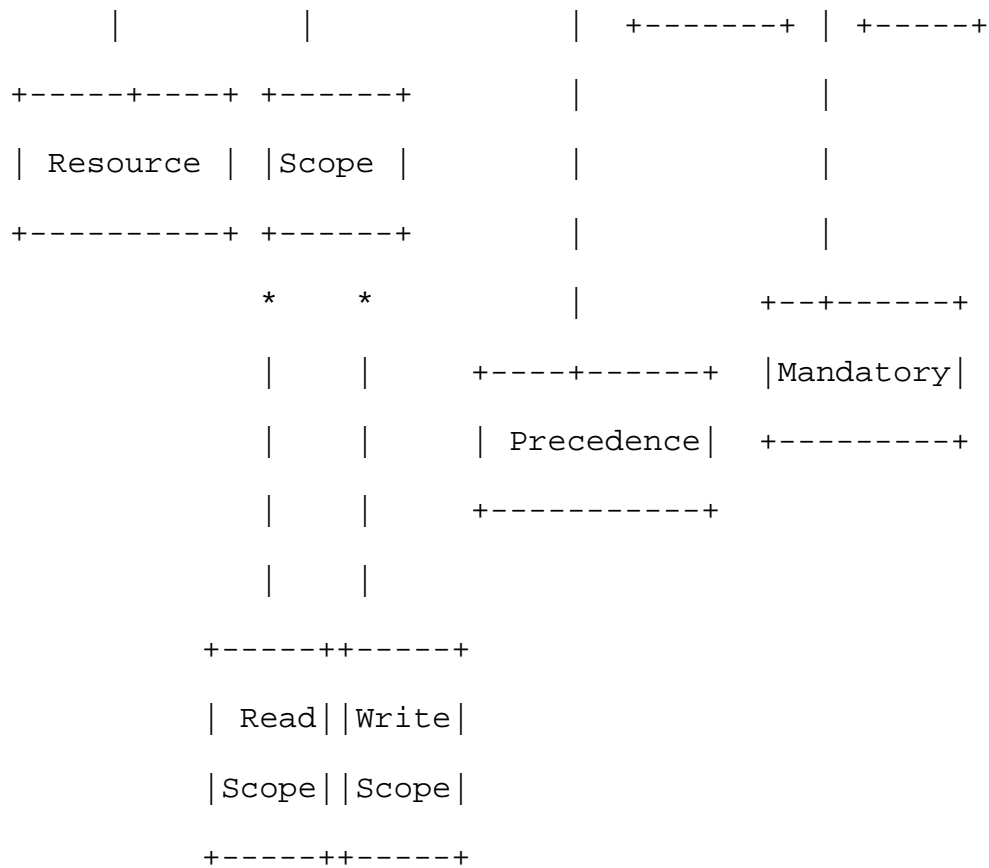 |          |              |  +-------+ | +-----+
+-----+----+ +------+         |            |
| Resource | |Scope |         |            |
+----------+ +------+         |            |
             *    *           |         +--+------+
             |    |      +----+------+  |Mandatory|
             |    |      | Precedence|  +---------+
             |    |      +-----------+
             |    |
          +-----++-----+
          | Read||Write|
          |Scope||Scope|
          +-----++-----+